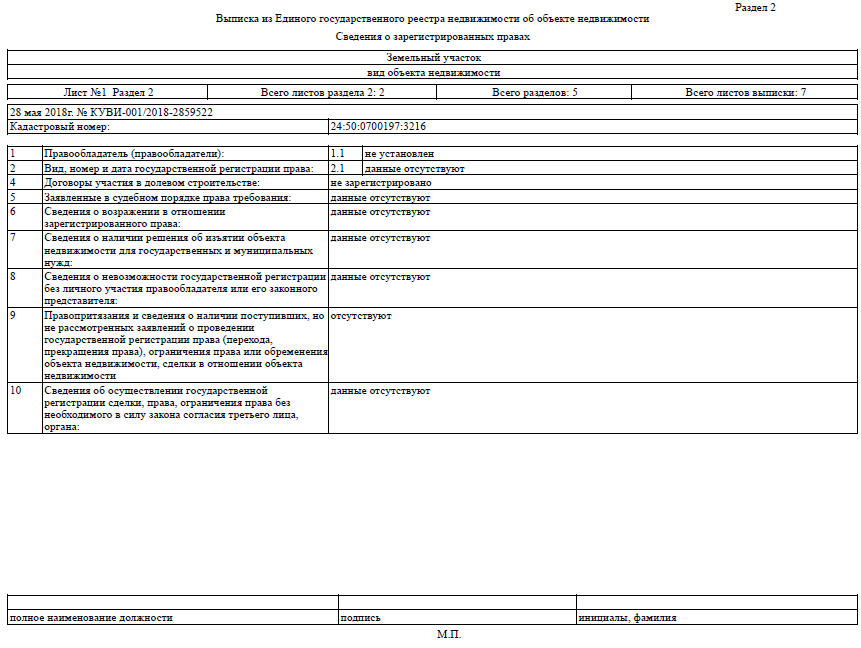 Раздел 2
Выписка из Единого государственного реестра недвижимости об объекте недвижимости
Сведения о зарегистрированных правах
Земельный участок
вид объекта недвижимости
Лист №1 Раздел 2 Всего листов раздела 2: 2 Всего разделов: 5 Всего листов выписки: 7
28 мая 2018г. № КУВИ-001/2018-2859522
Кадастровый номер: 24:50:0700197:3216
1 Правообладатель (правообладатели): 1.1 не установлен
2 Вид, номер и дата государственной регистрации права: 2.1 данные отсутствуют
4 Договоры участия в долевом строительстве: не зарегистрировано
5 Заявленные в судебном порядке права требования: данные отсутствуют
6 Сведения о возражении в отношении данные отсутствуют
зарегистрированного права:
7 Сведения о наличии решения об изъятии объекта данные отсутствуют
недвижимости для государственных и муниципальных
нужд:
8 Сведения о невозможности государственной регистрации данные отсутствуют
без личного участия правообладателя или его законного
представителя:
9 Правопритязания и сведения о наличии поступивших, но отсутствуют
не рассмотренных заявлений о проведении
государственной регистрации права (перехода,
прекращения права), ограничения права или обременения
объекта недвижимости, сделки в отношении объекта
недвижимости
10 Сведения об осуществлении государственной данные отсутствуют
регистрации сделки, права, ограничения права без
необходимого в силу закона согласия третьего лица,
органа:
полное наименование должности подпись инициалы, фамилия
М.П.